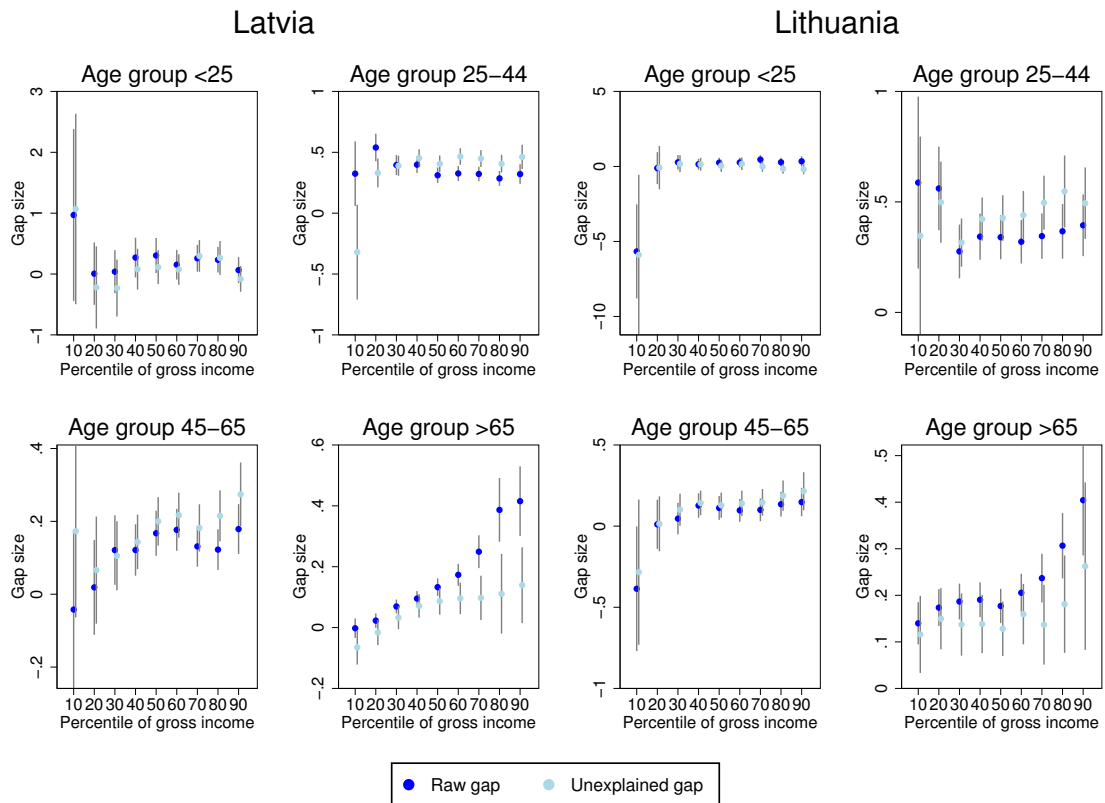 Latvia
Lithuania
Age group <25
Gap size
−1 0 1 2 3
10 20 30 40 50 60 70 80 90
Percentile of gross income
Age group 25−44
Gap size
−1 −.5 0 .5 1
10 20 30 40 50 60 70 80 90
Percentile of gross income
Age group <25
Gap size
−10 −5 0 5
10 20 30 40 50 60 70 80 90
Percentile of gross income
Age group 25−44
Gap size
0 .5 1
10 20 30 40 50 60 70 80 90
Percentile of gross income
Age group 45−65
Gap size
−.2 0 .2 .4
10 20 30 40 50 60 70 80 90
Percentile of gross income
Age group >65
Gap size
−.2 0 .2 .4 .6
10 20 30 40 50 60 70 80 90
Percentile of gross income
Age group 45−65
Gap size
−1 −.5 0 .5
10 20 30 40 50 60 70 80 90
Percentile of gross income
Age group >65
Gap size
0 .1 .2 .3 .4 .5
10 20 30 40 50 60 70 80 90
Percentile of gross income
Raw gap
Unexplained gap